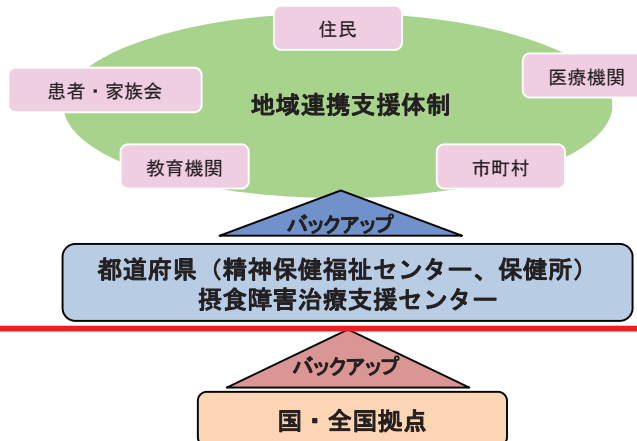 住民
患者・家族会
医療機関
地域連携支援体制
教育機関
市町村
バックアップ
都道府県（精神保健福祉センター、保健所）
摂食障害治療支援センター
バックアップ
国・全国拠点